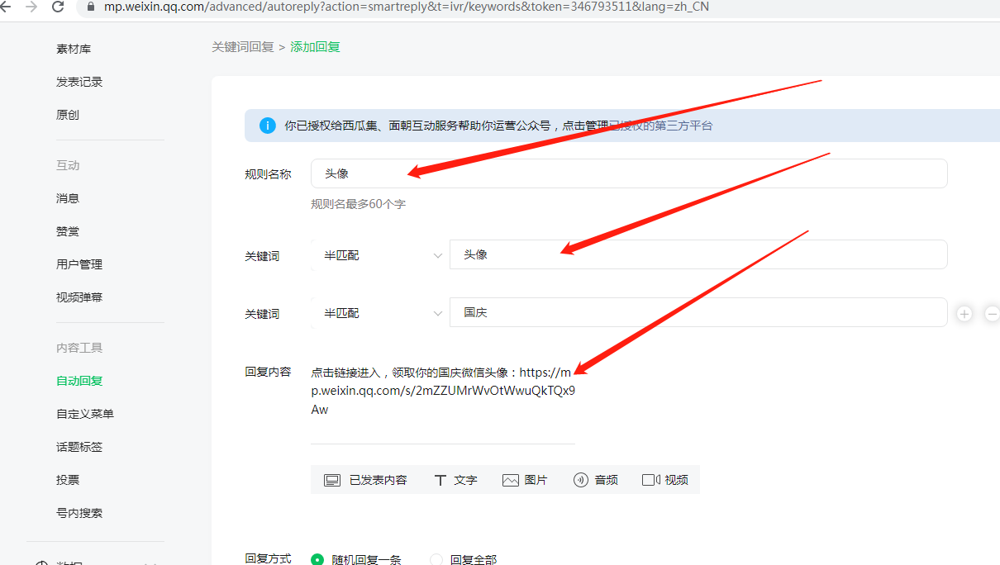 mp.weixin.qq.com/advanced/autoreply?action=smartreply&t=ivr/keywords&token=346793511&lang=zh_CN
素材库
发表记录
原创
互动
消息
赞赏
用户管理
视频弹幕
内容工具
自动回复
自定义菜单
话题标签
投票
号内搜索
关键词回复 > 添加回复
你已授权给西瓜集、面朝互动服务帮助你运营公众号，点击管理已授权的第三方平台
规则名称 头像
规则名最多60个字
关键词 半匹配 头像
关键词 半匹配 国庆
回复内容 点击链接进入，领取你的国庆微信头像：https://m
p.weixin.qq.com/s/2mZZUMrWvOtWwuQkTQx9
Aw
已发表内容 文字 图片 音频 视频
回复方式 随机回复一条 回复全部